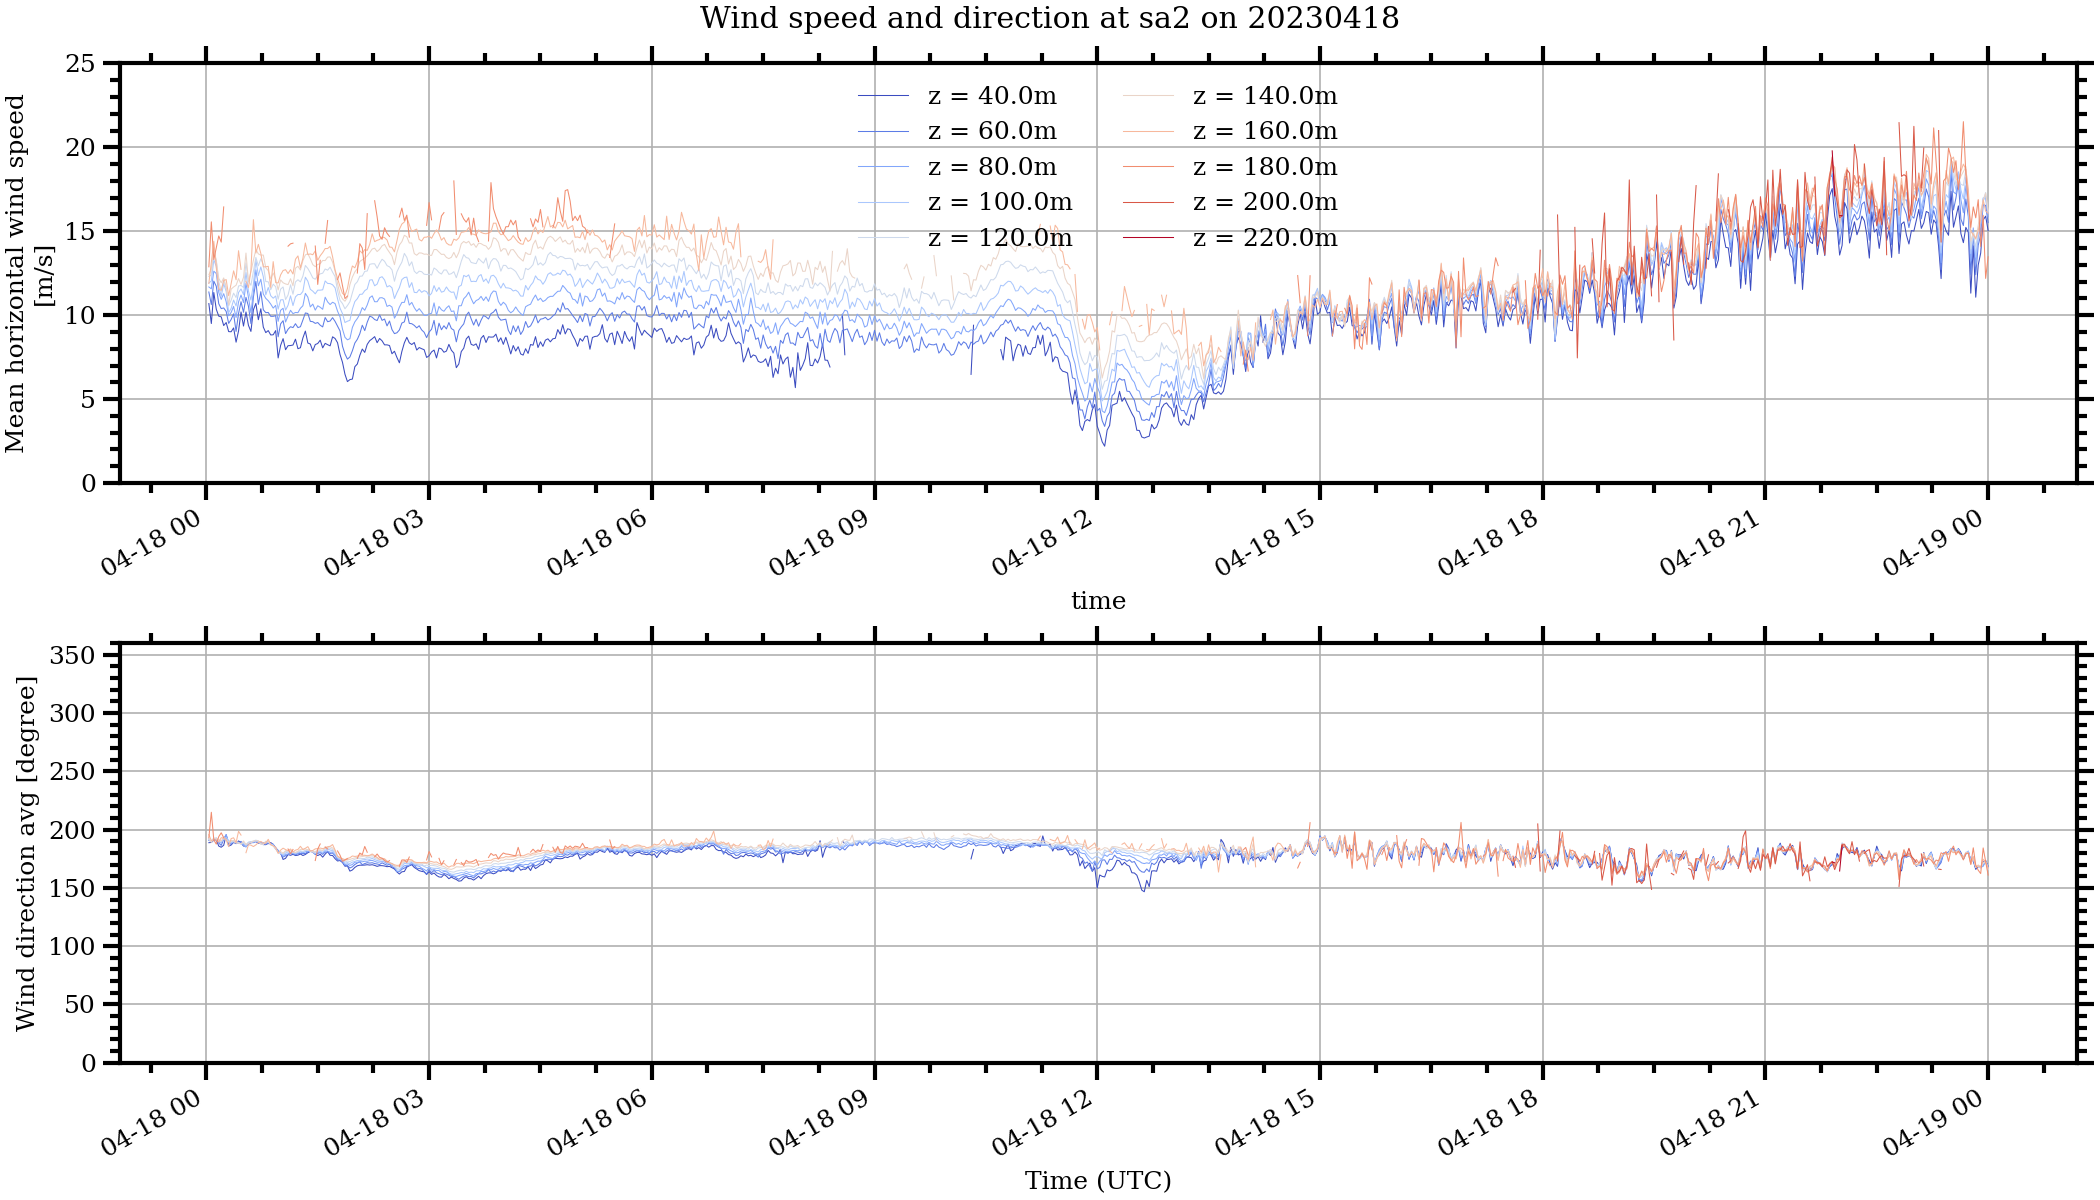 Wind speed and direction at sa2 on 20230418
Mean horizontal wind speed
[m/s]
25
20
15
10
5
0
z = 40.0m
z = 60.0m
z = 80.0m
z = 100.0m
z = 120.0m
z = 140.0m
z = 160.0m
z = 180.0m
z = 200.0m
z = 220.0m
04-18 00
04-18 03
04-18 06
04-18 09
04-18 12
04-18 15
04-18 18
04-18 21
04-19 00
time
Wind direction avg [degree]
350
300
250
200
150
100
50
0
04-18 00
04-18 03
04-18 06
04-18 09
04-18 12
04-18 15
04-18 18
04-18 21
04-19 00
Time (UTC)